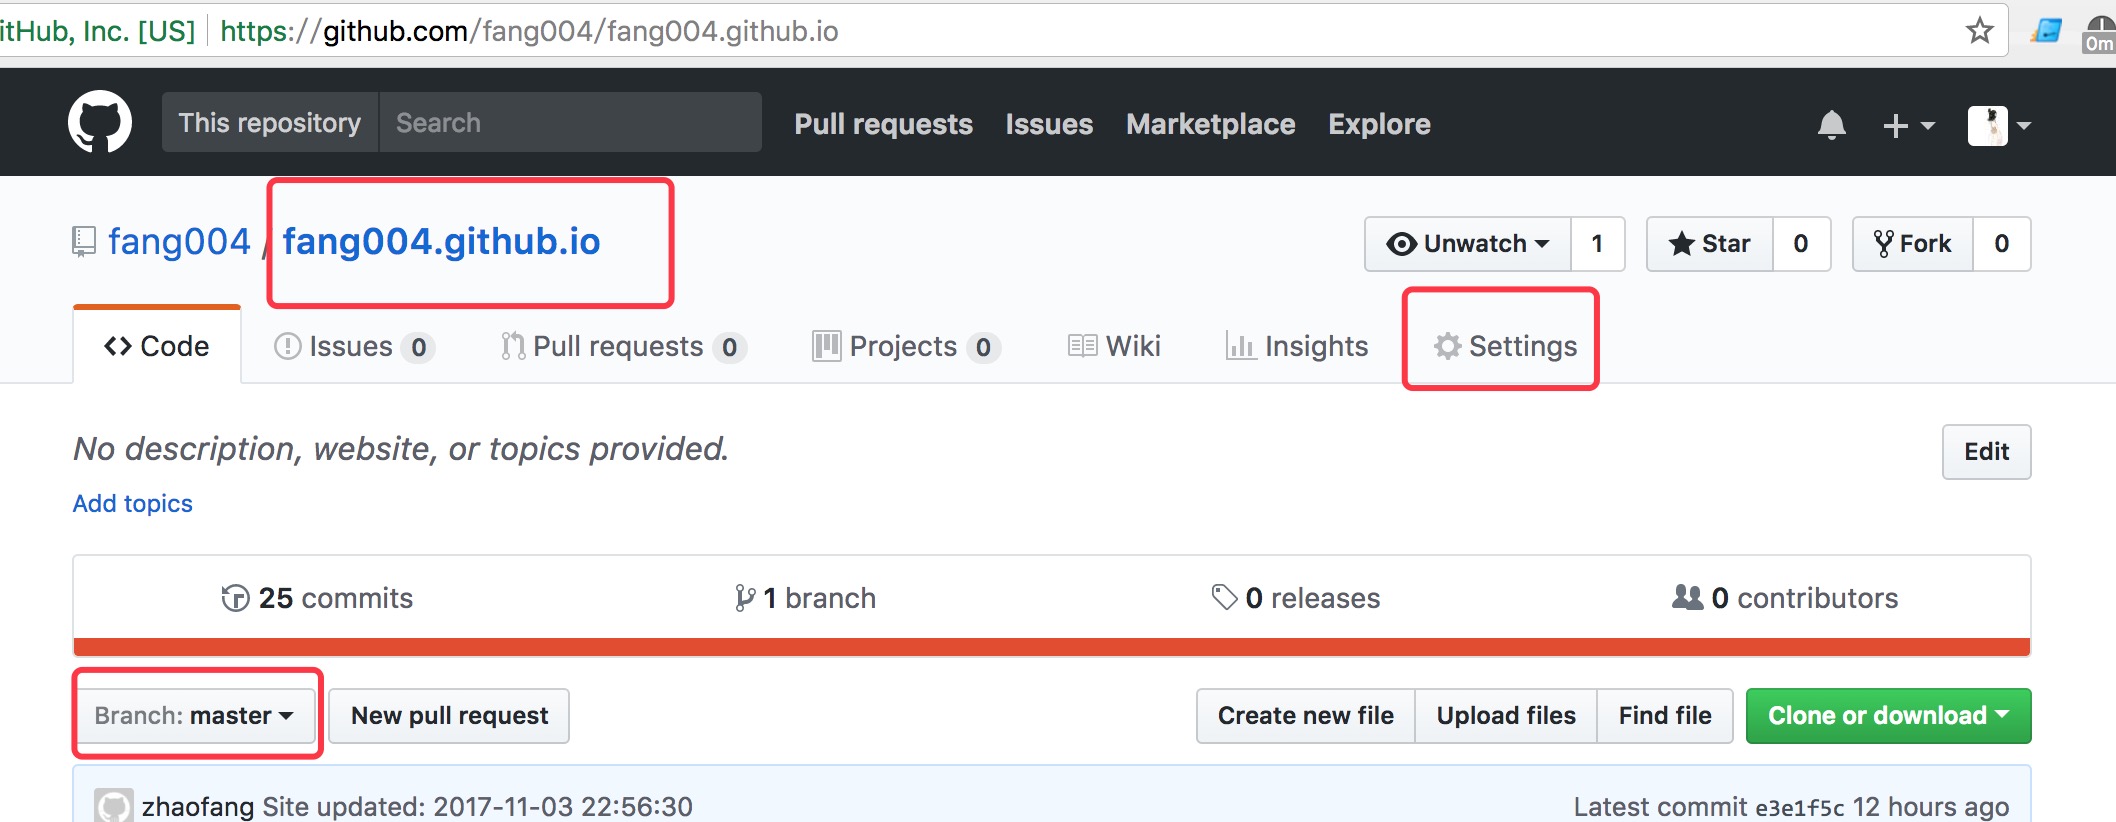 itHub, Inc. [US] https://github.com/fang004/fang004.github.io
0m
This repository Search Pull requests Issues Marketplace Explore
fang004 / fang004.github.io Unwatch 1 Star 0 Fork 0
Code Issues 0 Pull requests 0 Projects 0 Wiki Insights Settings
No description, website, or topics provided. Edit
Add topics
25 commits 1 branch 0 releases 0 contributors
Branch: master New pull request Create new file Upload files Find file Clone or download
zhaofang Site updated: 2017-11-03 22:56:30 Latest commit e3e1f5c 12 hours ago